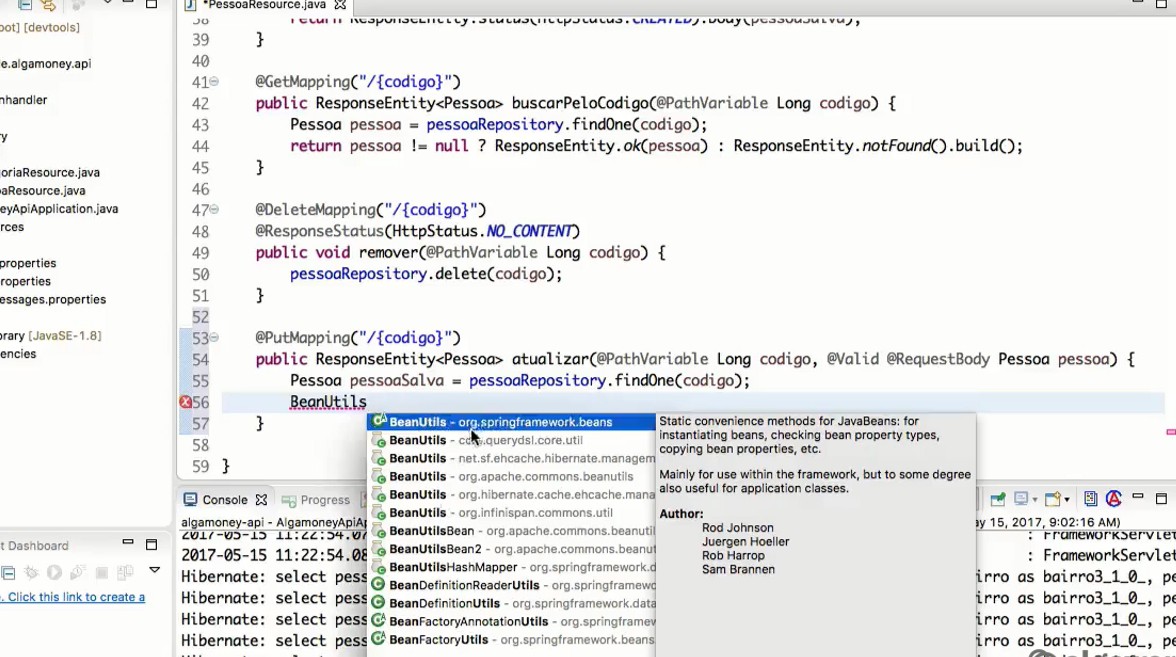 *PessoaResource.java
oot] [devtools]
e.algamoney.api
nhandler
ry
oriaResource.java
aResource.java
eyApiApplication.java
rces
properties
roperties
essages.properties
rary [JavaSE-1.8]
encies
38 return ResponseEntity.status(HttpStatus.CREATED).body(pessoaSalva);
39 }
40
41 @GetMapping("/{codigo}")
42 public ResponseEntity<Pessoa> buscarPeloCodigo(@PathVariable Long codigo) {
43 Pessoa pessoa = pessoaRepository.findOne(codigo);
44 return pessoa != null ? ResponseEntity.ok(pessoa) : ResponseEntity.notFound().build();
45 }
46
47 @DeleteMapping("/{codigo}")
48 @ResponseStatus(HttpStatus.NO_CONTENT)
49 public void remover(@PathVariable Long codigo) {
50 pessoaRepository.delete(codigo);
51 }
52
53 @PutMapping("/{codigo}")
54 public ResponseEntity<Pessoa> atualizar(@PathVariable Long codigo, @Valid @RequestBody Pessoa pessoa) {
55 Pessoa pessoaSalva = pessoaRepository.findOne(codigo);
56 BeanUtils
57 }
58
59 }
BeanUtils - org.springframework.beans
BeanUtils - com.querydsl.core.util
BeanUtils - net.sf.ehcache.hibernate.managem
BeanUtils - org.apache.commons.beanutils
BeanUtils - org.hibernate.cache.ehcache.mana
BeanUtils - org.infinispan.commons.util
BeanUtilsBean - org.apache.commons.beanutil
BeanUtilsBean2 - org.apache.commons.beanut
BeanUtilsHashMapper - org.springframework.c
BeanDefinitionReaderUtils - org.springframewo
BeanDefinitionUtils - org.springframework.data
BeanFactoryAnnotationUtils - org.springframew
BeanFactoryUtils - org.springframework.beans
Static convenience methods for JavaBeans: for
instantiating beans, checking bean property types,
copying bean properties, etc.
Mainly for use within the framework, but to some degree
also useful for application classes.
Author:
Rod Johnson
Juergen Hoeller
Rob Harrop
Sam Brannen
Console
Progress
algamoney-api - AlgamoneyApiAp
ay 15, 2017, 9:02:16 AM)
2017-05-15 11:22:54.07
: FrameworkServlet
2017-05-15 11:22:54.08
: FrameworkServlet
Hibernate: select pess
irro as bairro3_1_0_, pe
Hibernate: select pess
irro as bairro3_1_0_, pe
Hibernate: select pess
irro as bairro3_1_0_, pe
Hibernate: select pess
irro as bairro3_1_0_, pe
t Dashboard
. Click this link to create a